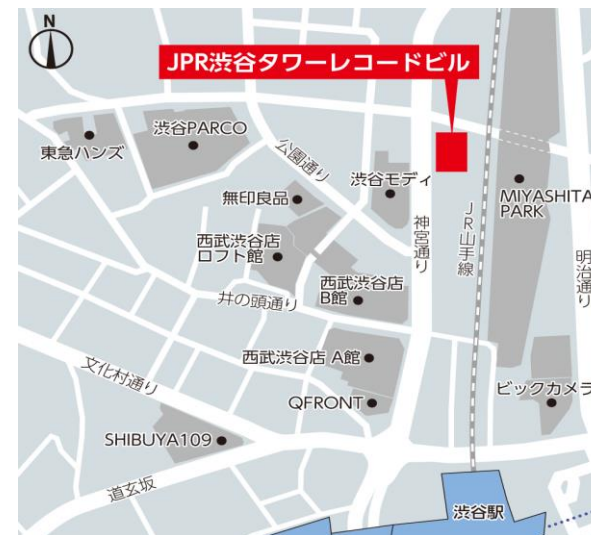 N
JPR渋谷タワーレコードビル
渋谷PARCO
東急ハンズ
公園通り
渋谷モディ
無印良品
MIYASHITA
PARK
神宮通り
JR山手線
明治通り
西武渋谷店
ロフト館
西武渋谷店
B館
井の頭通り
西武渋谷店 A館
文化村通り
QFRONT
ビックカメラ
SHIBUYA109
道玄坂
渋谷駅